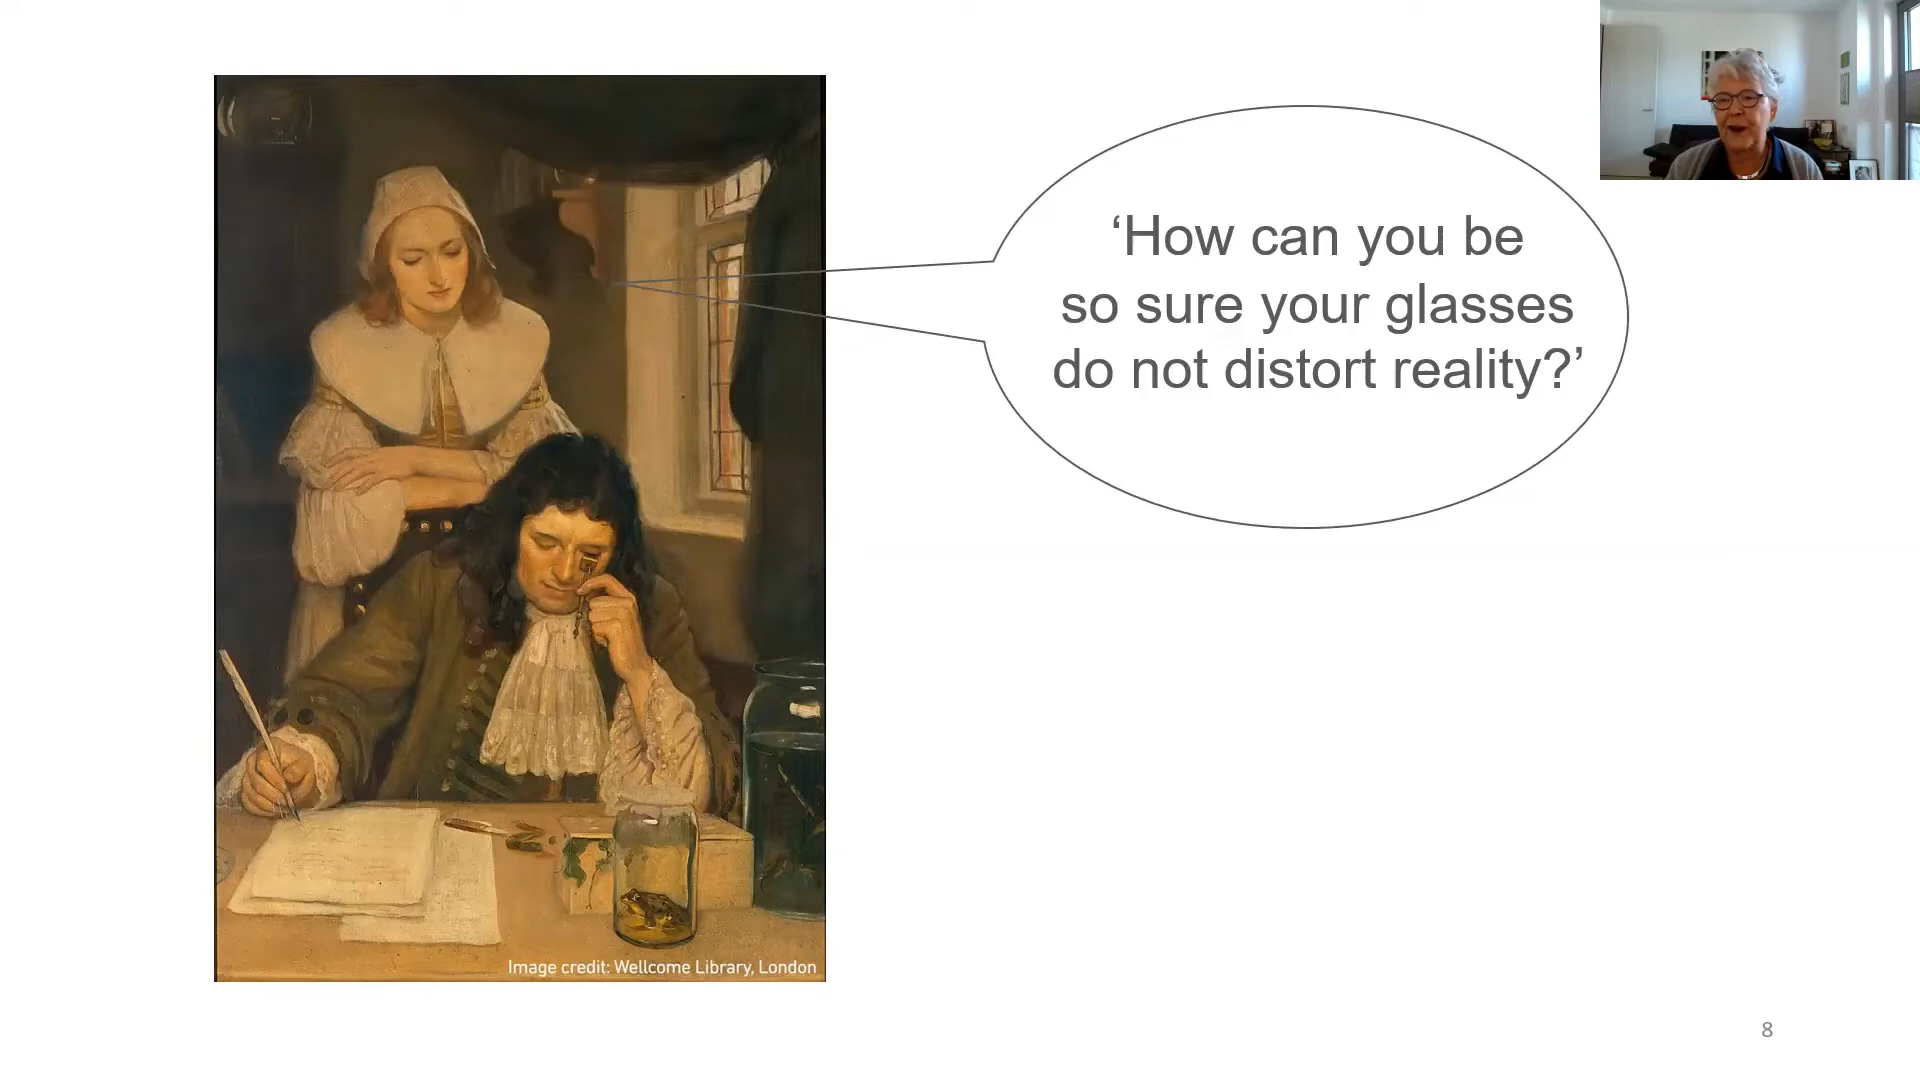 ‘How can you be
so sure your glasses
do not distort reality?’
Image credit: Wellcome Library, London
8